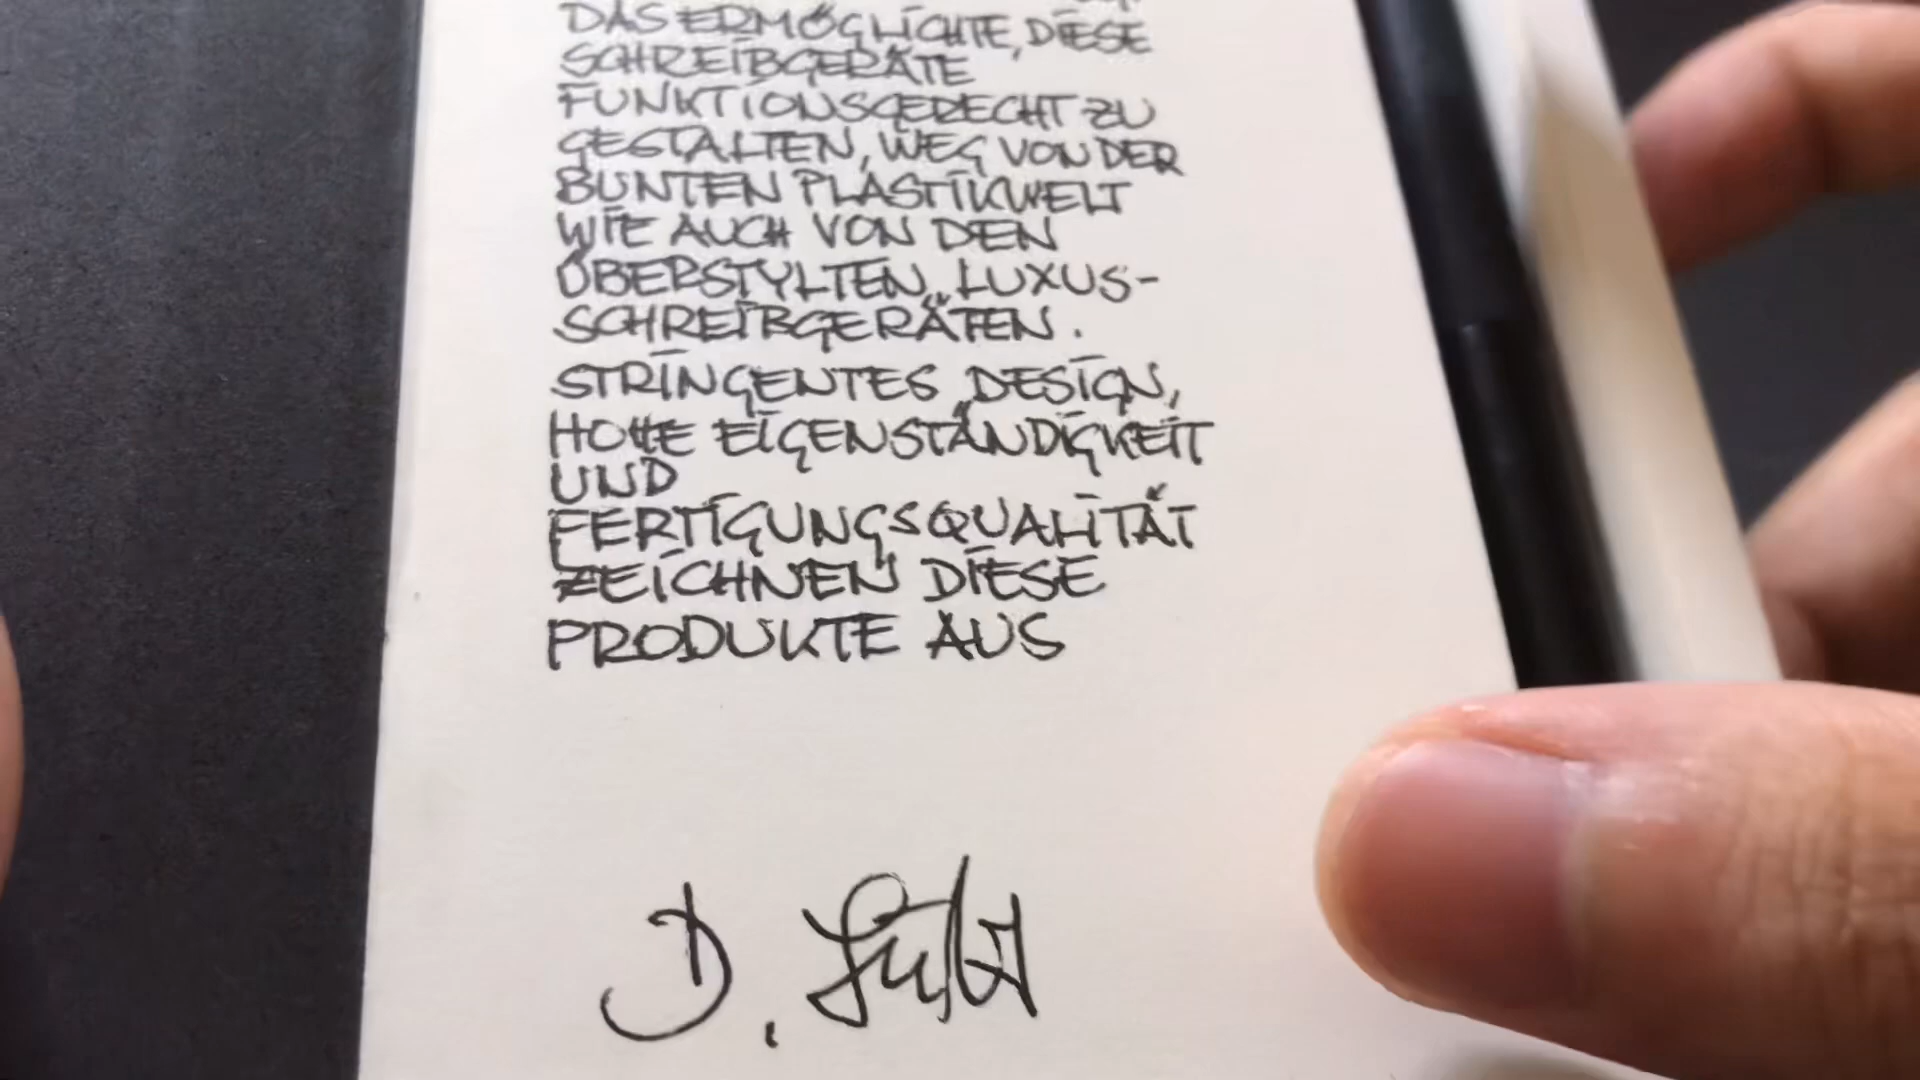 DAS ERMÖGLICHTE, DIESE
SCHREIBGERÄTE
FUNKTIONSGERECHT ZU
GESTALTEN, WEG VON DER
BUNTEN PLASTIKWELT
WIE AUCH VON DEN
ÜBERSTYLTEN LUXUS-
SCHREIBGERÄTEN.
STRINGENTES DESIGN,
HOHE EIGENSTÄNDIGKEIT
UND
FERTIGUNGSQUALITÄT
ZEICHNEN DIESE
PRODUKTE AUS
D.